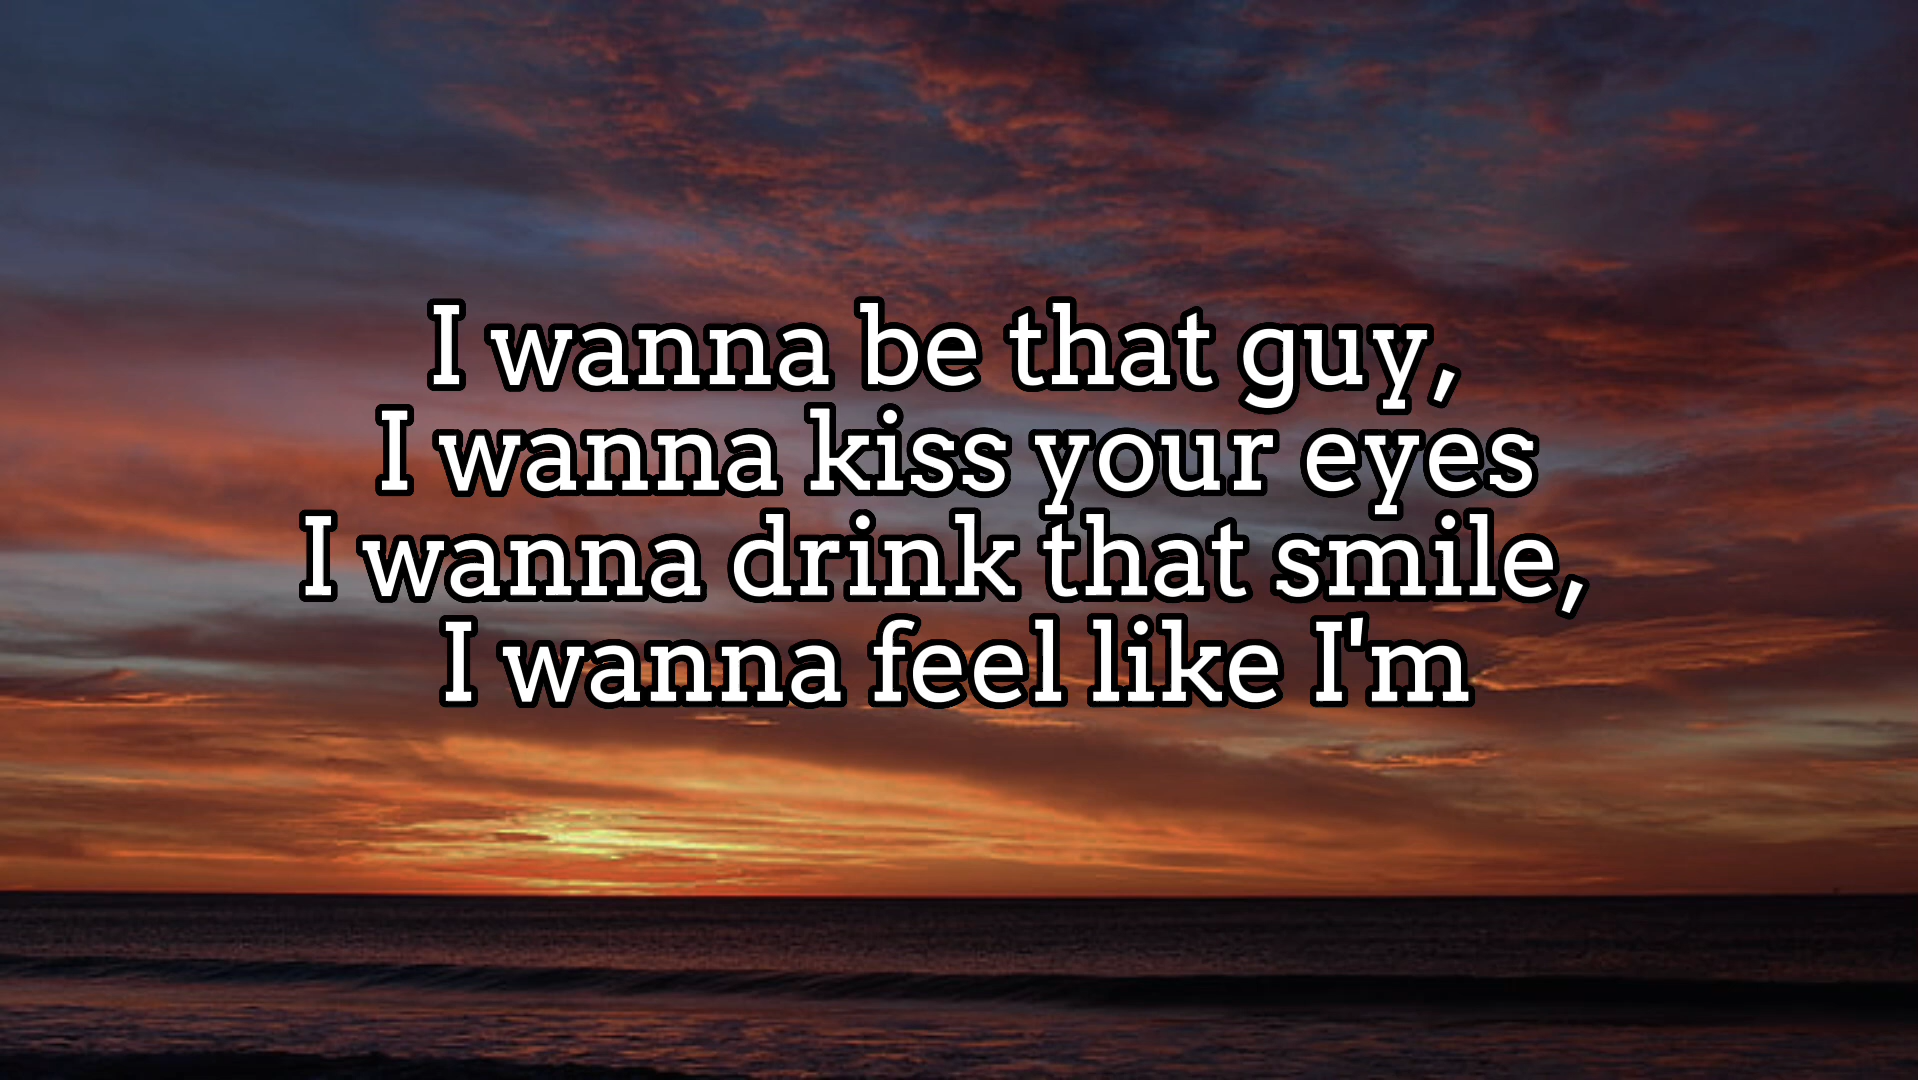 I wanna be that guy,
I wanna kiss your eyes
I wanna drink that smile,
I wanna feel like I'm